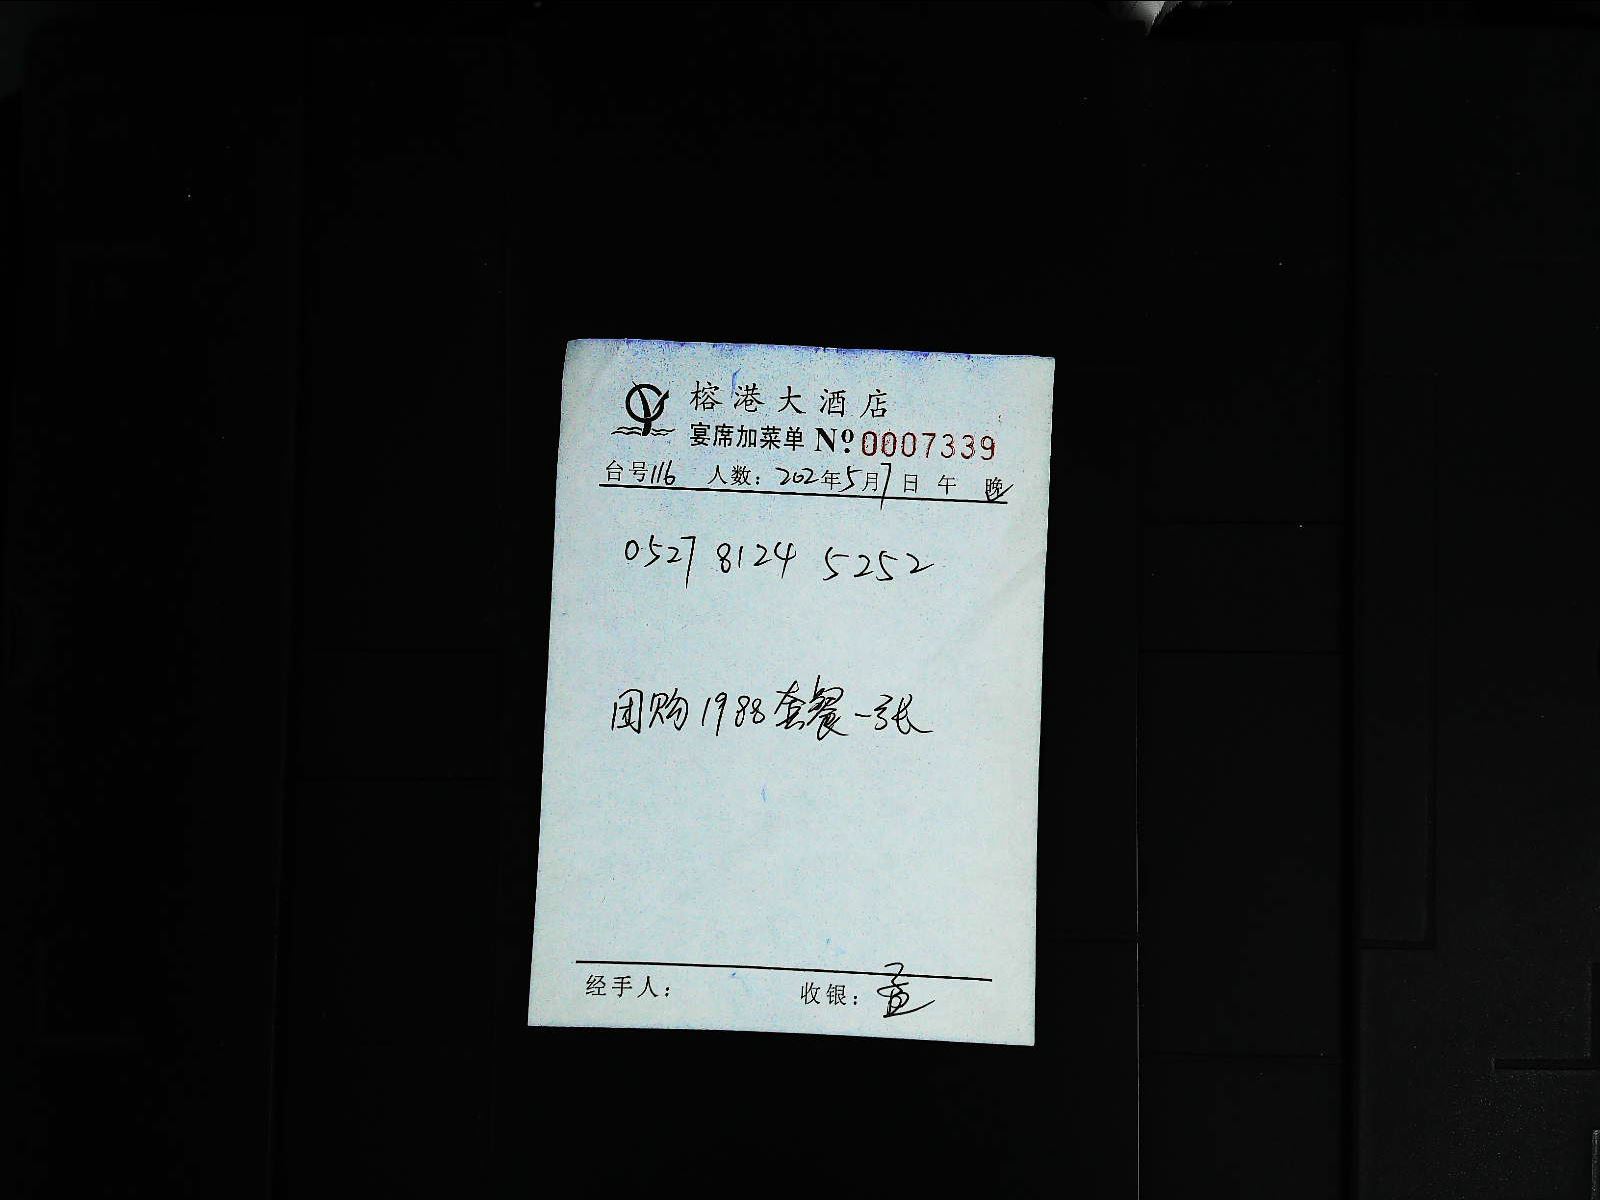 榕港大酒店
宴席加菜单 Nº 0007339
台号116 人数: 202年5月7日 午 晚
0527 8124 5252
团购1988套餐一张
经手人: 收银: